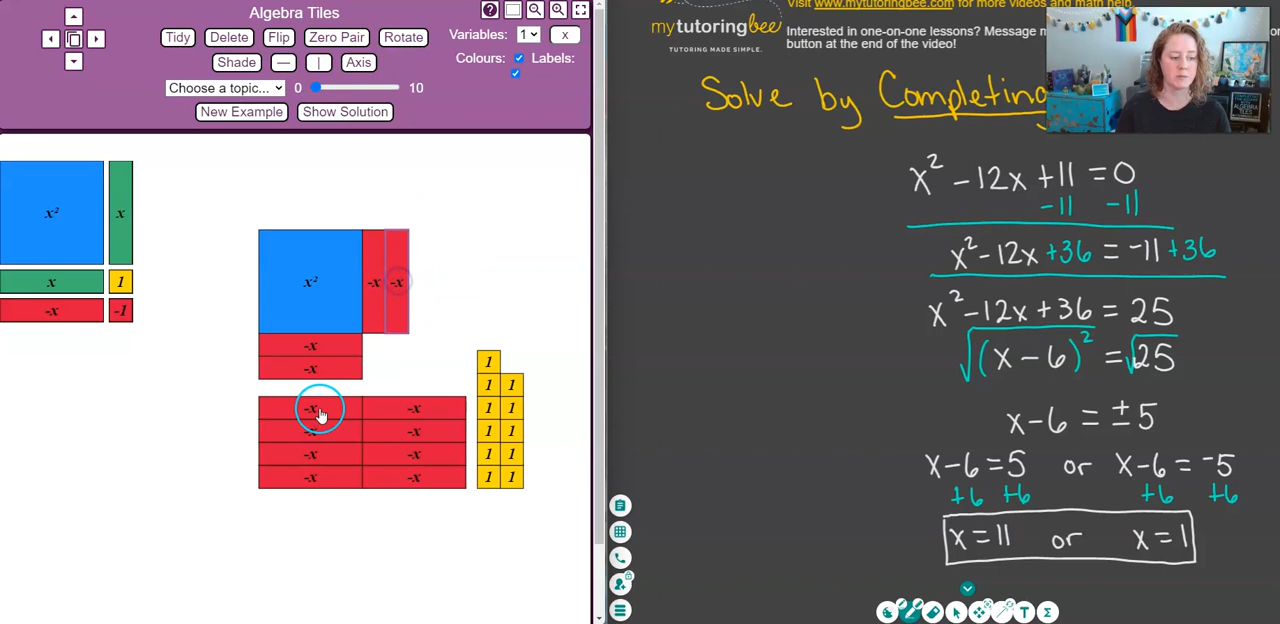 Algebra Tiles
Tidy Delete Flip Zero Pair Rotate
Shade — | Axis
Choose a topic... 0 10
New Example Show Solution
?
Variables: 1 x
Colours: Labels:
x² x
x 1
-x -1
x² -x -x
-x
-x
-x -x
-x -x
-x -x
-x -x
1
1 1
1 1
1 1
1 1
1 1
mytutoringbee
TUTORING MADE SIMPLE.
Visit www.mytutoringbee.com for more videos and math help.
Interested in one-on-one lessons? Message m
button at the end of the video!
Solve by Completing
x² - 12x + 11 = 0
-11 -11
x² - 12x + 36 = -11 + 36
x² - 12x + 36 = 25
√(x - 6)² = √25
x - 6 = ± 5
x - 6 = 5 or x - 6 = -5
+6 +6 +6 +6
x = 11 or x = 1
T Σ